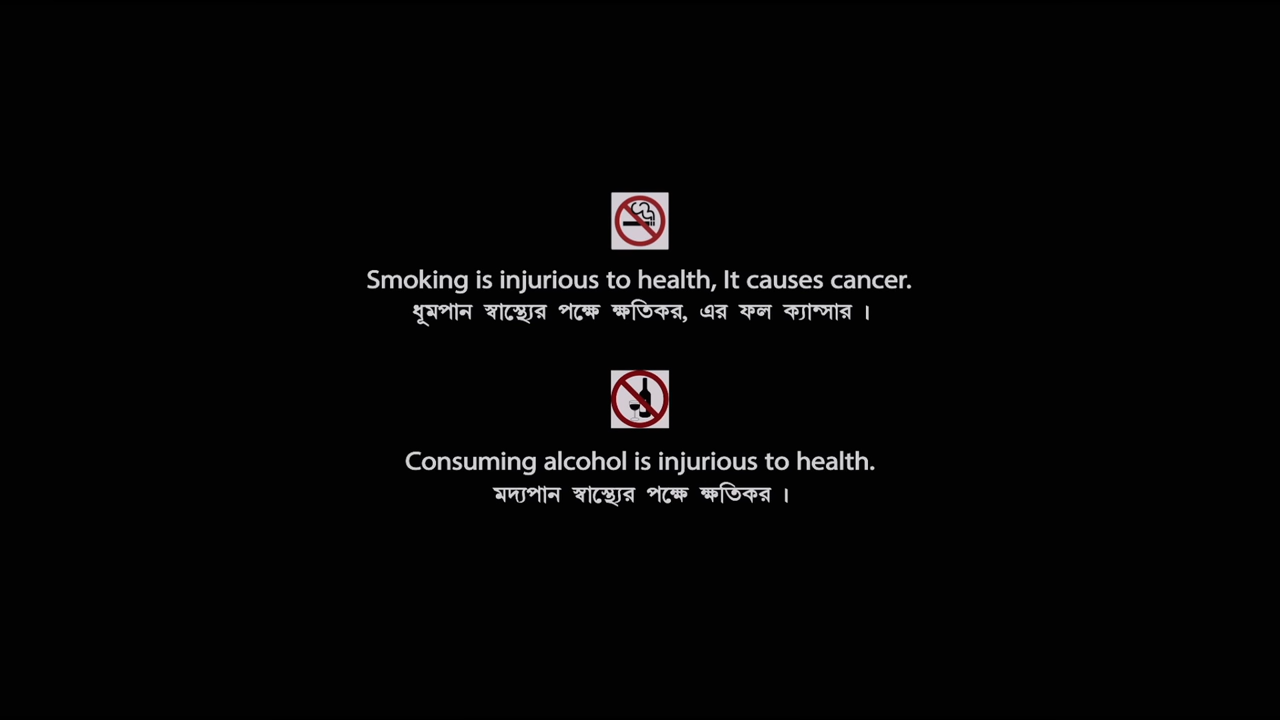 Smoking is injurious to health, It causes cancer.
ধূমপান স্বাস্থ্যের পক্ষে ক্ষতিকর, এর ফল ক্যান্সার ।
Consuming alcohol is injurious to health.
মদ্যপান স্বাস্থ্যের পক্ষে ক্ষতিকর ।